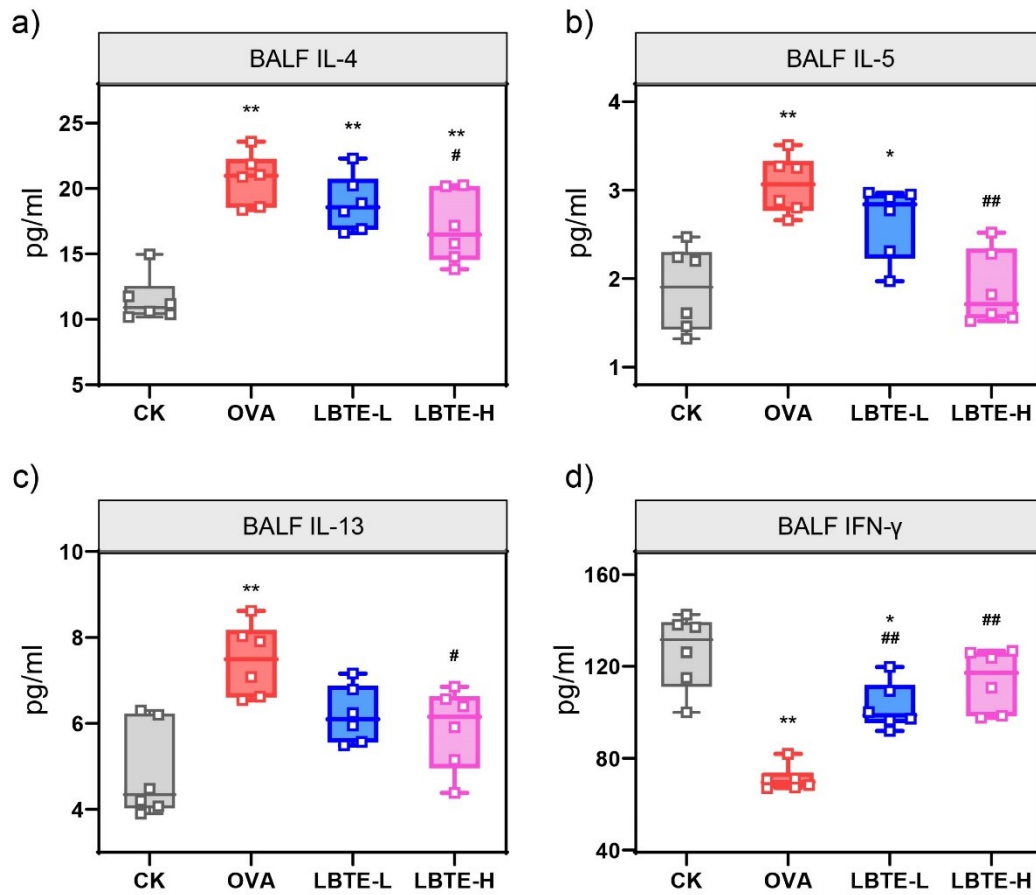 a)
BALF IL-4
pg/ml
25
20
15
10
5
**
**
**
#
CK OVA LBTE-L LBTE-H
b)
BALF IL-5
pg/ml
4
3
2
1
**
*
##
CK OVA LBTE-L LBTE-H
c)
BALF IL-13
pg/ml
10
8
6
4
**
#
CK OVA LBTE-L LBTE-H
d)
BALF IFN-γ
pg/ml
160
120
80
40
**
*
##
##
CK OVA LBTE-L LBTE-H